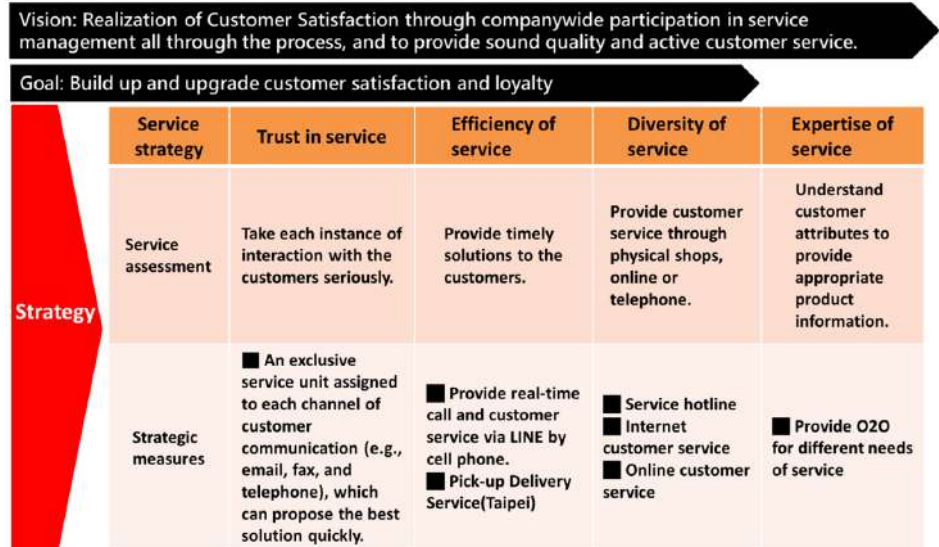 Vision: Realization of Customer Satisfaction through companywide participation in service
management all through the process, and to provide sound quality and active customer service.
Goal: Build up and upgrade customer satisfaction and loyalty
Strategy
Service
strategy
Trust in service
Efficiency of
service
Diversity of
service
Expertise of
service
Service
assessment
Take each instance of
interaction with the
customers seriously.
Provide timely
solutions to the
customers.
Provide customer
service through
physical shops,
online or
telephone.
Understand
customer
attributes to
provide
appropriate
product
information.
Strategic
measures
■ An exclusive
service unit assigned
to each channel of
customer
communication (e.g.,
email, fax, and
telephone), which
can propose the best
solution quickly.
■ Provide real-time
call and customer
service via LINE by
cell phone.
■ Pick-up Delivery
Service(Taipei)
■ Service hotline
■ Internet
customer service
■ Online customer
service
■ Provide O2O
for different needs
of service